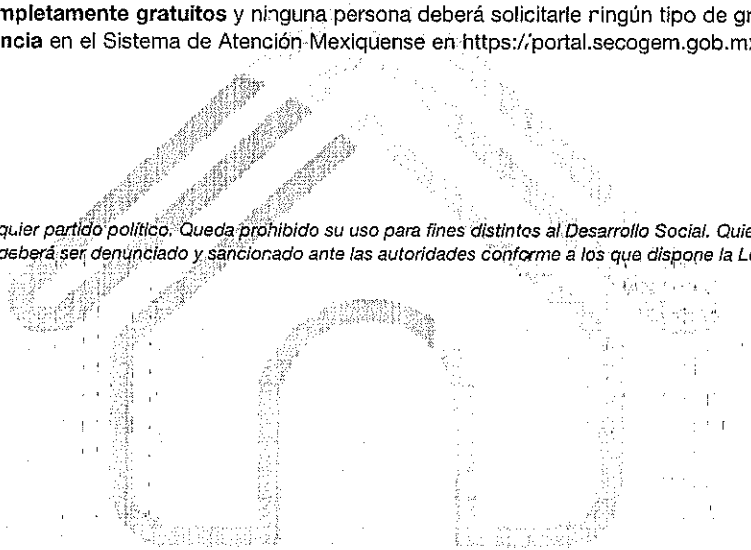 mpletamente gratuitos y ninguna persona deberá solicitarle ringún tipo de gr
ncia en el Sistema de Atención Mexiquense en https://portal.secogem.gob.m
quier partido político. Queda prohibido su uso para fines distintos al Desarrollo Social. Quie
deberá ser denunciado y sancionado ante las autoridades conforme a los que dispone la L